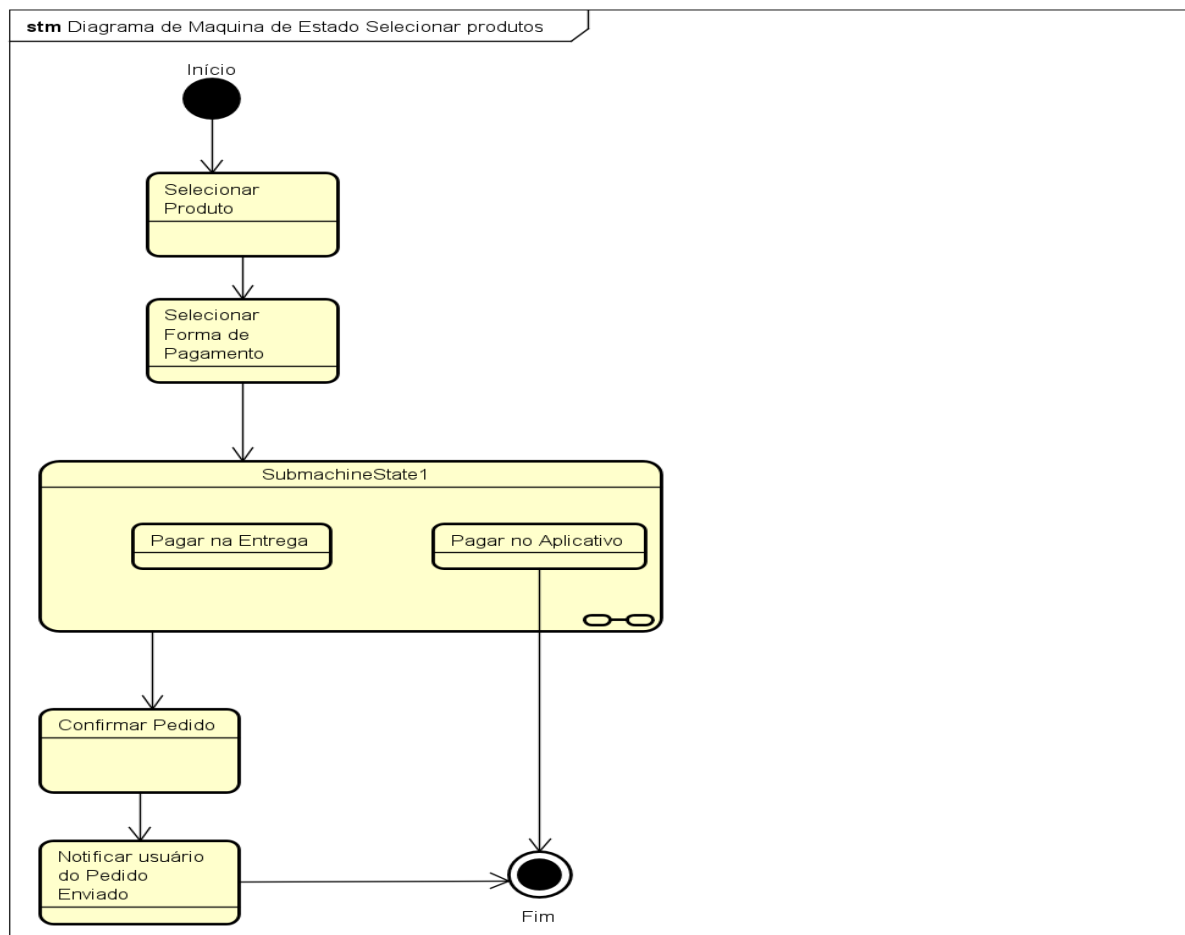 stm Diagrama de Maquina de Estado Selecionar produtos
Início
Selecionar
Produto
Selecionar
Forma de
Pagamento
SubmachineState1
Pagar na Entrega
Pagar no Aplicativo
Confirmar Pedido
Notificar usuário
do Pedido
Enviado
Fim